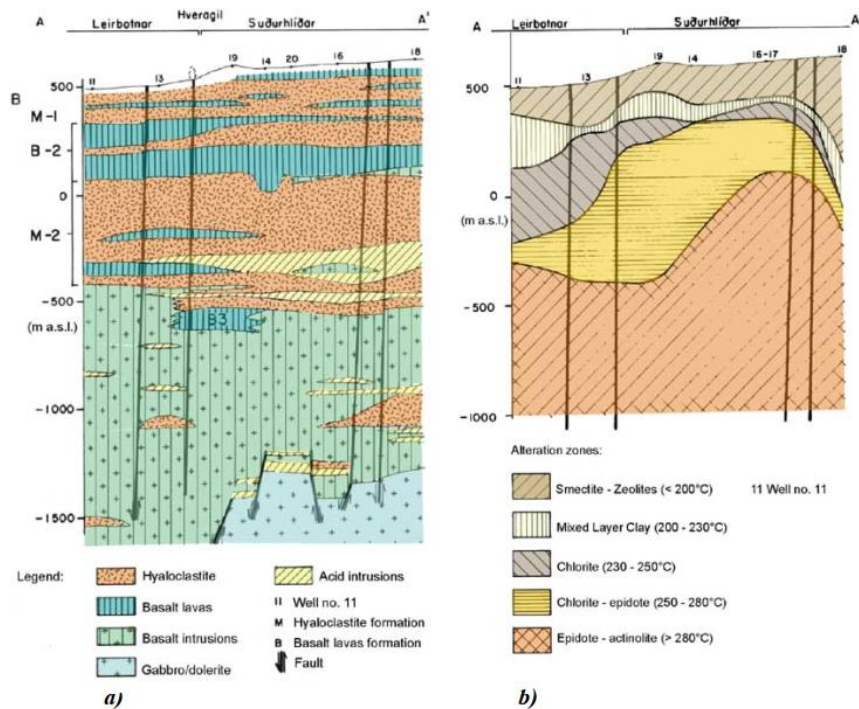 A Leirbotnar Hveragil Suðurhlíðar A'
11 13 19 14 20 16 18
500
B
M-1
B-2
0
M-2
-500
(m a.s.l.)
B3
-1000
-1500
Legend:
Hyaloclastite
Basalt lavas
Basalt intrusions
Gabbro/dolerite
Acid intrusions
11 Well no. 11
M Hyaloclastite formation
B Basalt lavas formation
Fault
a)
A Leirbotnar Suðurhlíðar A
11 13 19 14 16-17 18
500
0
(m a.s.l.)
-500
-1000
Alteration zones:
Smectite - Zeolites (< 200°C) 11 Well no. 11
Mixed Layer Clay (200 - 230°C)
Chlorite (230 - 250°C)
Chlorite - epidote (250 - 280°C)
Epidote - actinolite (> 280°C)
b)